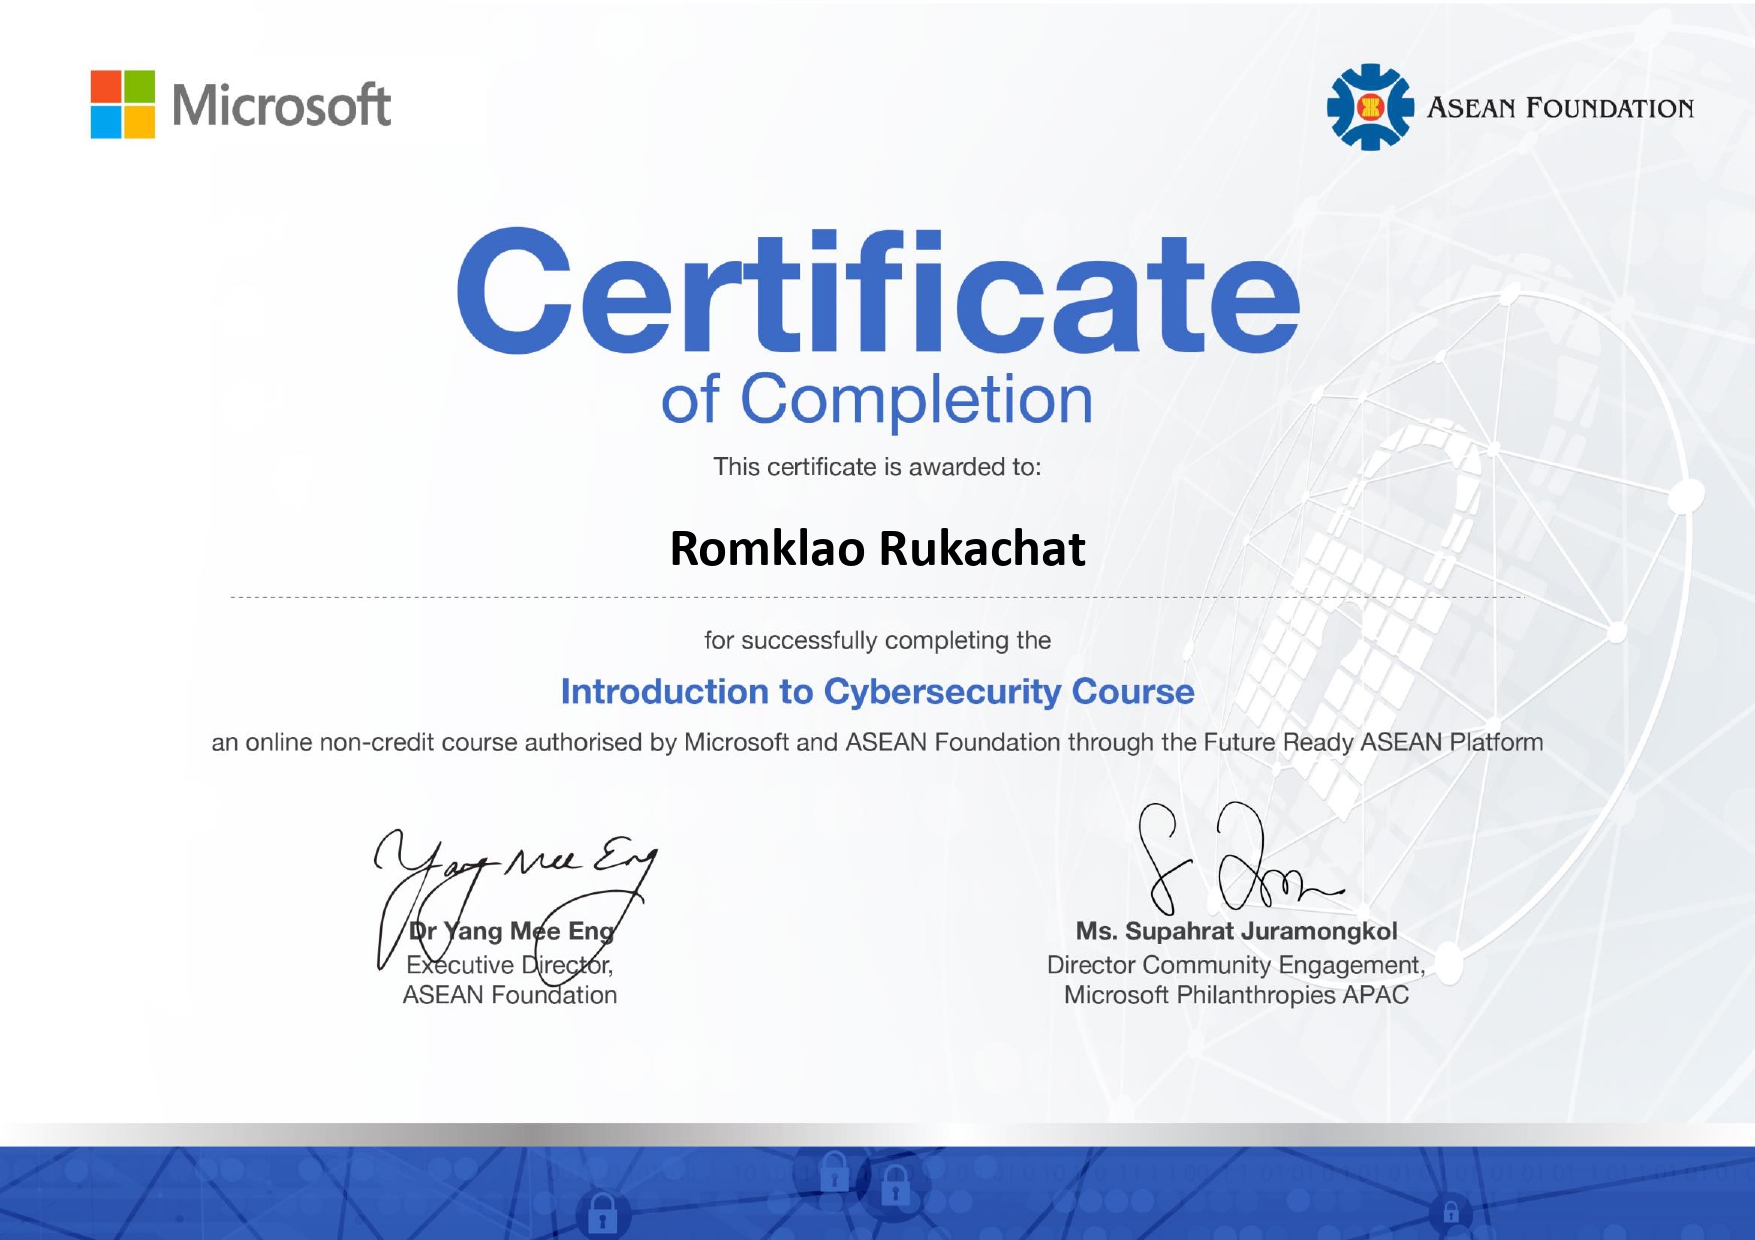 Microsoft
ASEAN FOUNDATION
Certificate
of Completion
This certificate is awarded to:
Romklao Rukachat
for successfully completing the
Introduction to Cybersecurity Course
an online non-credit course authorised by Microsoft and ASEAN Foundation through the Future Ready ASEAN Platform
Yang Mee Eng
Dr Yang Mee Eng
Executive Director,
ASEAN Foundation
Ms. Supahrat Juramongkol
Director Community Engagement,
Microsoft Philanthropies APAC